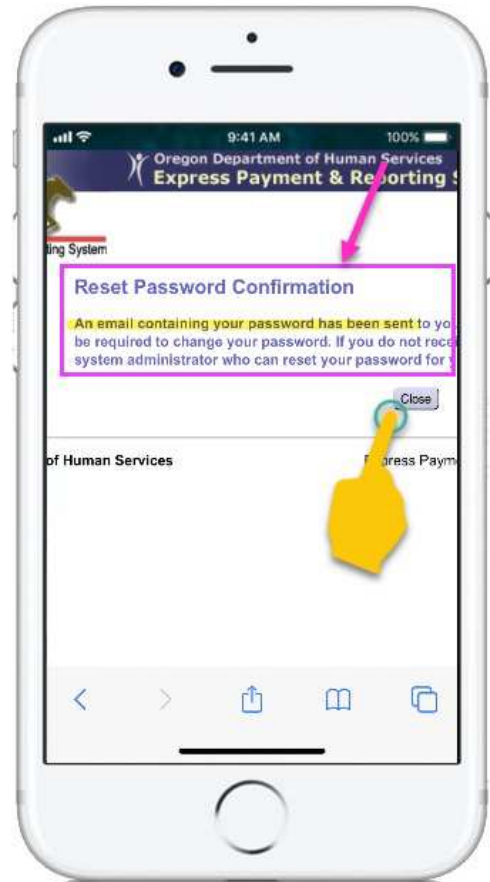 9:41 AM 100%
Oregon Department of Human Services
Express Payment & Reporting
ting System
Reset Password Confirmation
An email containing your password has been sent to yo
be required to change your password. If you do not rece
system administrator who can reset your password for
Close
of Human Services Express Payme